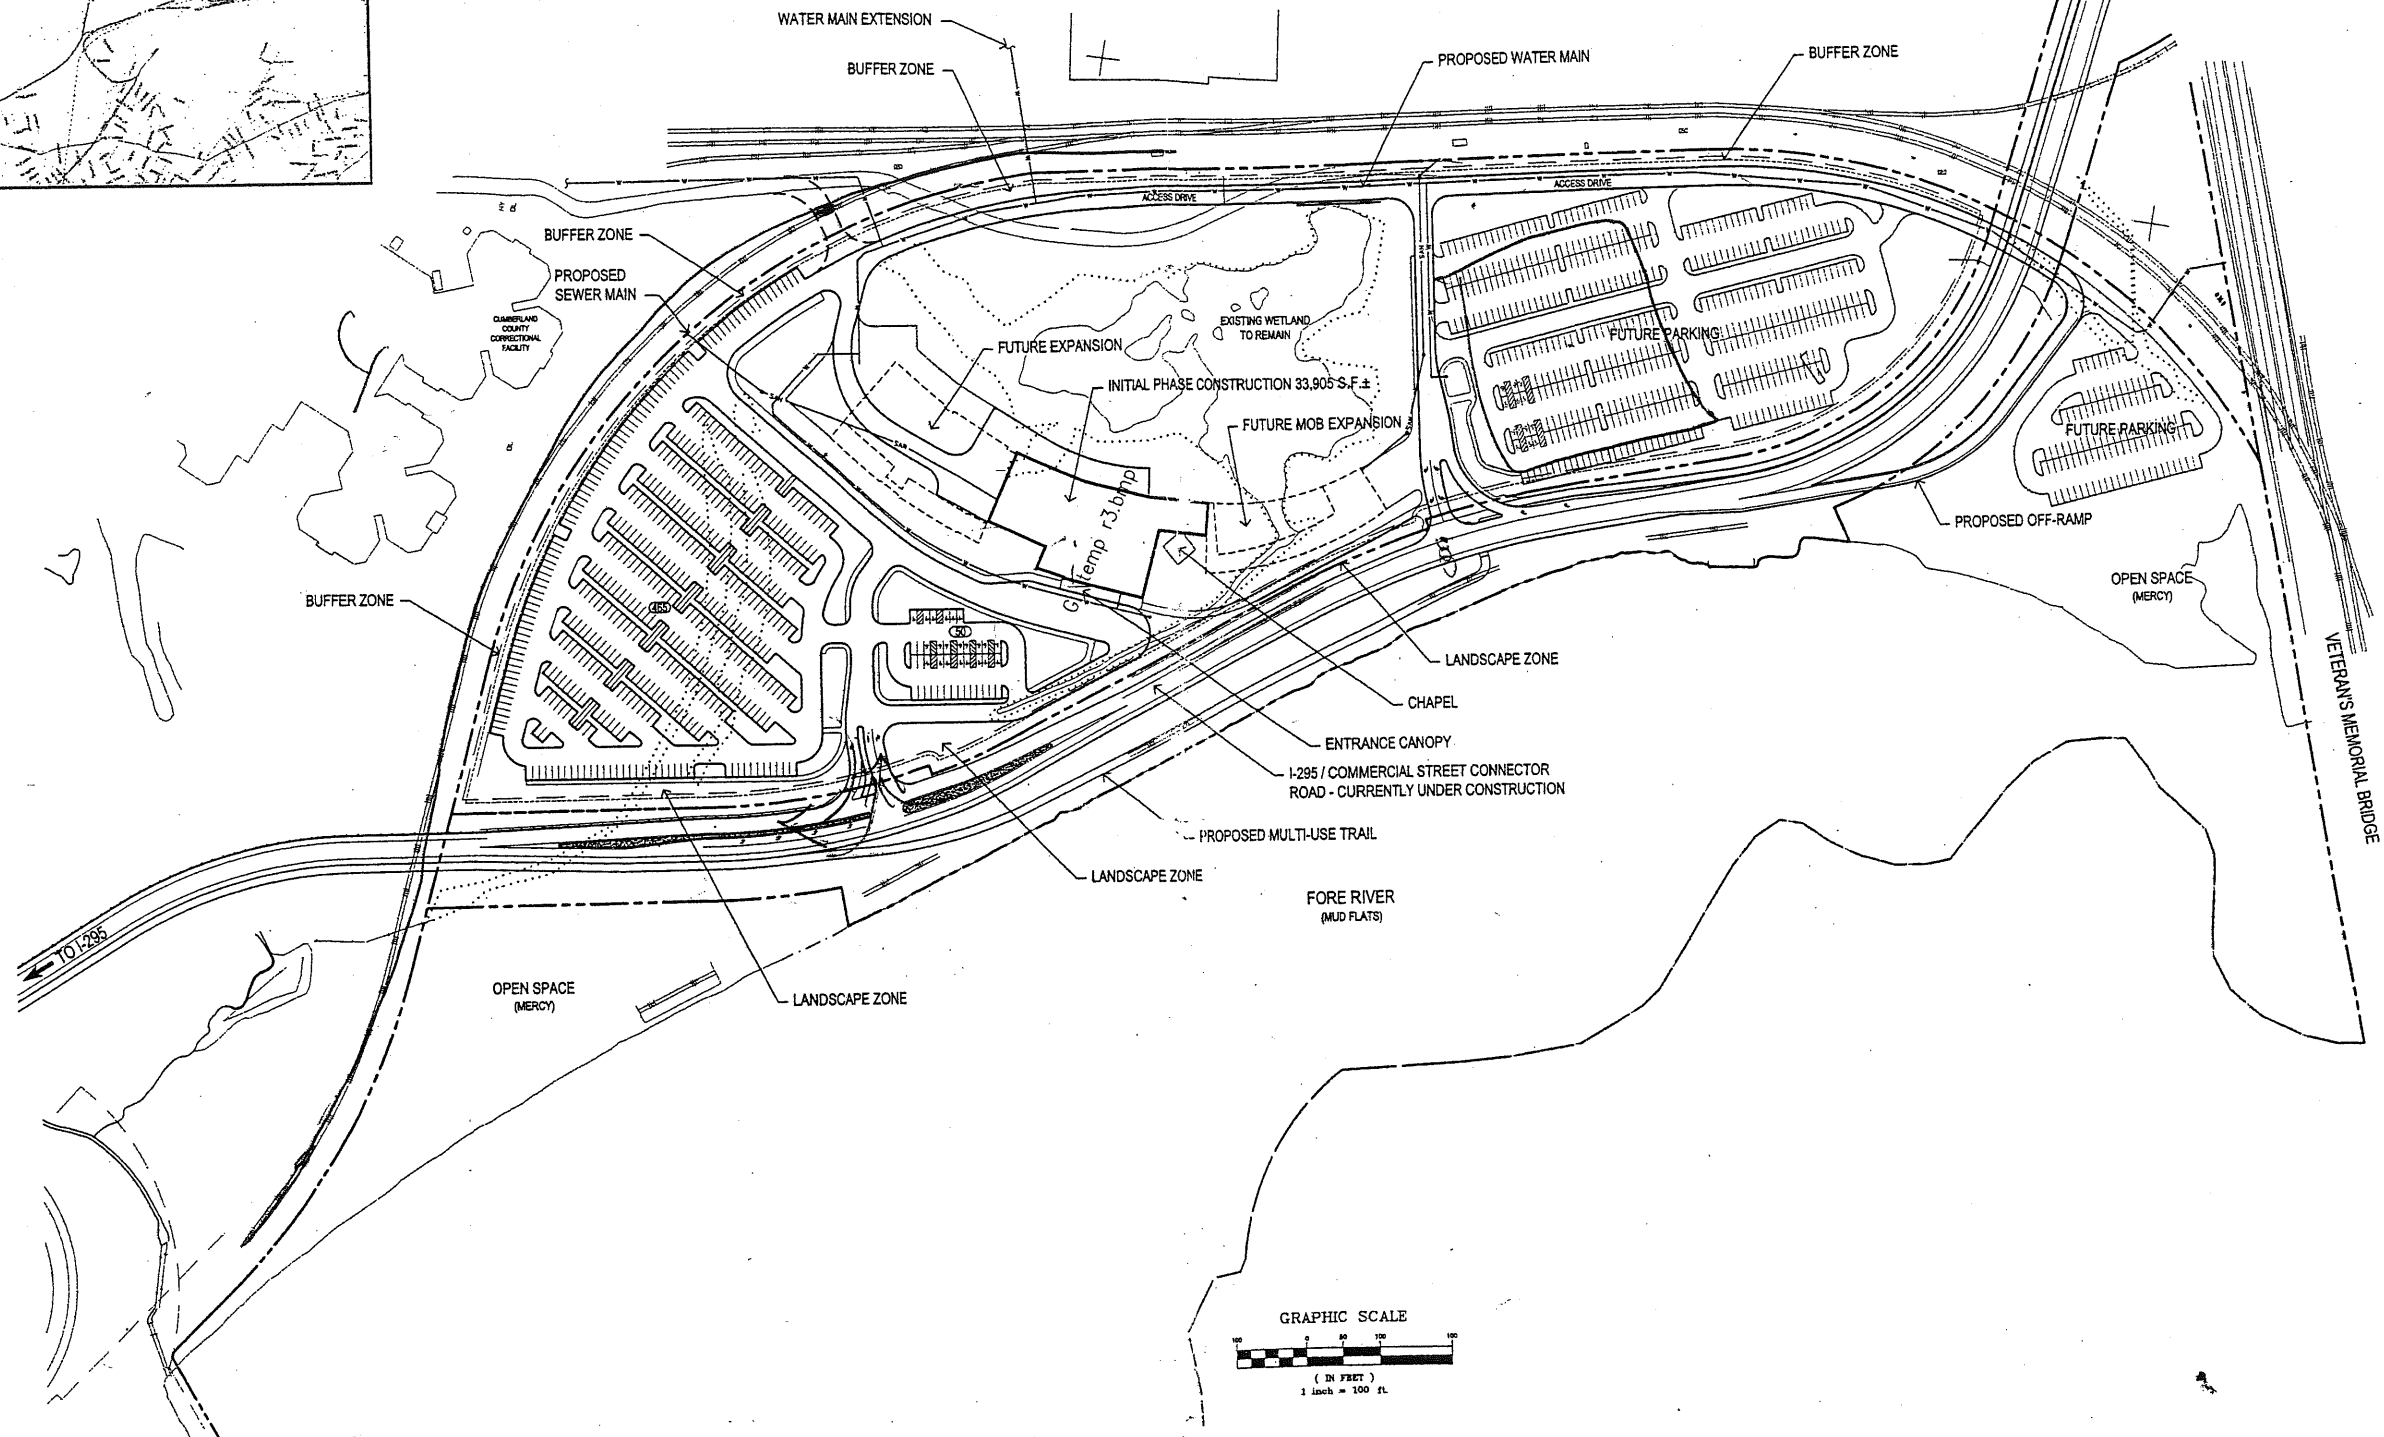 WATER MAIN EXTENSION
BUFFER ZONE
PROPOSED WATER MAIN
BUFFER ZONE
ACCESS DRIVE
ACCESS DRIVE
BUFFER ZONE
PROPOSED
SEWER MAIN
CUMBERLAND
COUNTY
CORRECTIONAL
FACILITY
EXISTING WETLAND
TO REMAIN
FUTURE PARKING
FUTURE EXPANSION
INITIAL PHASE CONSTRUCTION 33,905 S.F.±
FUTURE MOB EXPANSION
FUTURE PARKING
PROPOSED OFF-RAMP
OPEN SPACE
(MERCY)
BUFFER ZONE
465
50
VETERAN'S MEMORIAL BRIDGE
LANDSCAPE ZONE
CHAPEL
ENTRANCE CANOPY
I-295 / COMMERCIAL STREET CONNECTOR
ROAD - CURRENTLY UNDER CONSTRUCTION
PROPOSED MULTI-USE TRAIL
LANDSCAPE ZONE
FORE RIVER
(MUD FLATS)
TO I-295
OPEN SPACE
(MERCY)
LANDSCAPE ZONE
GRAPHIC SCALE
100 0 50 100
( IN FEET )
1 inch = 100 ft.